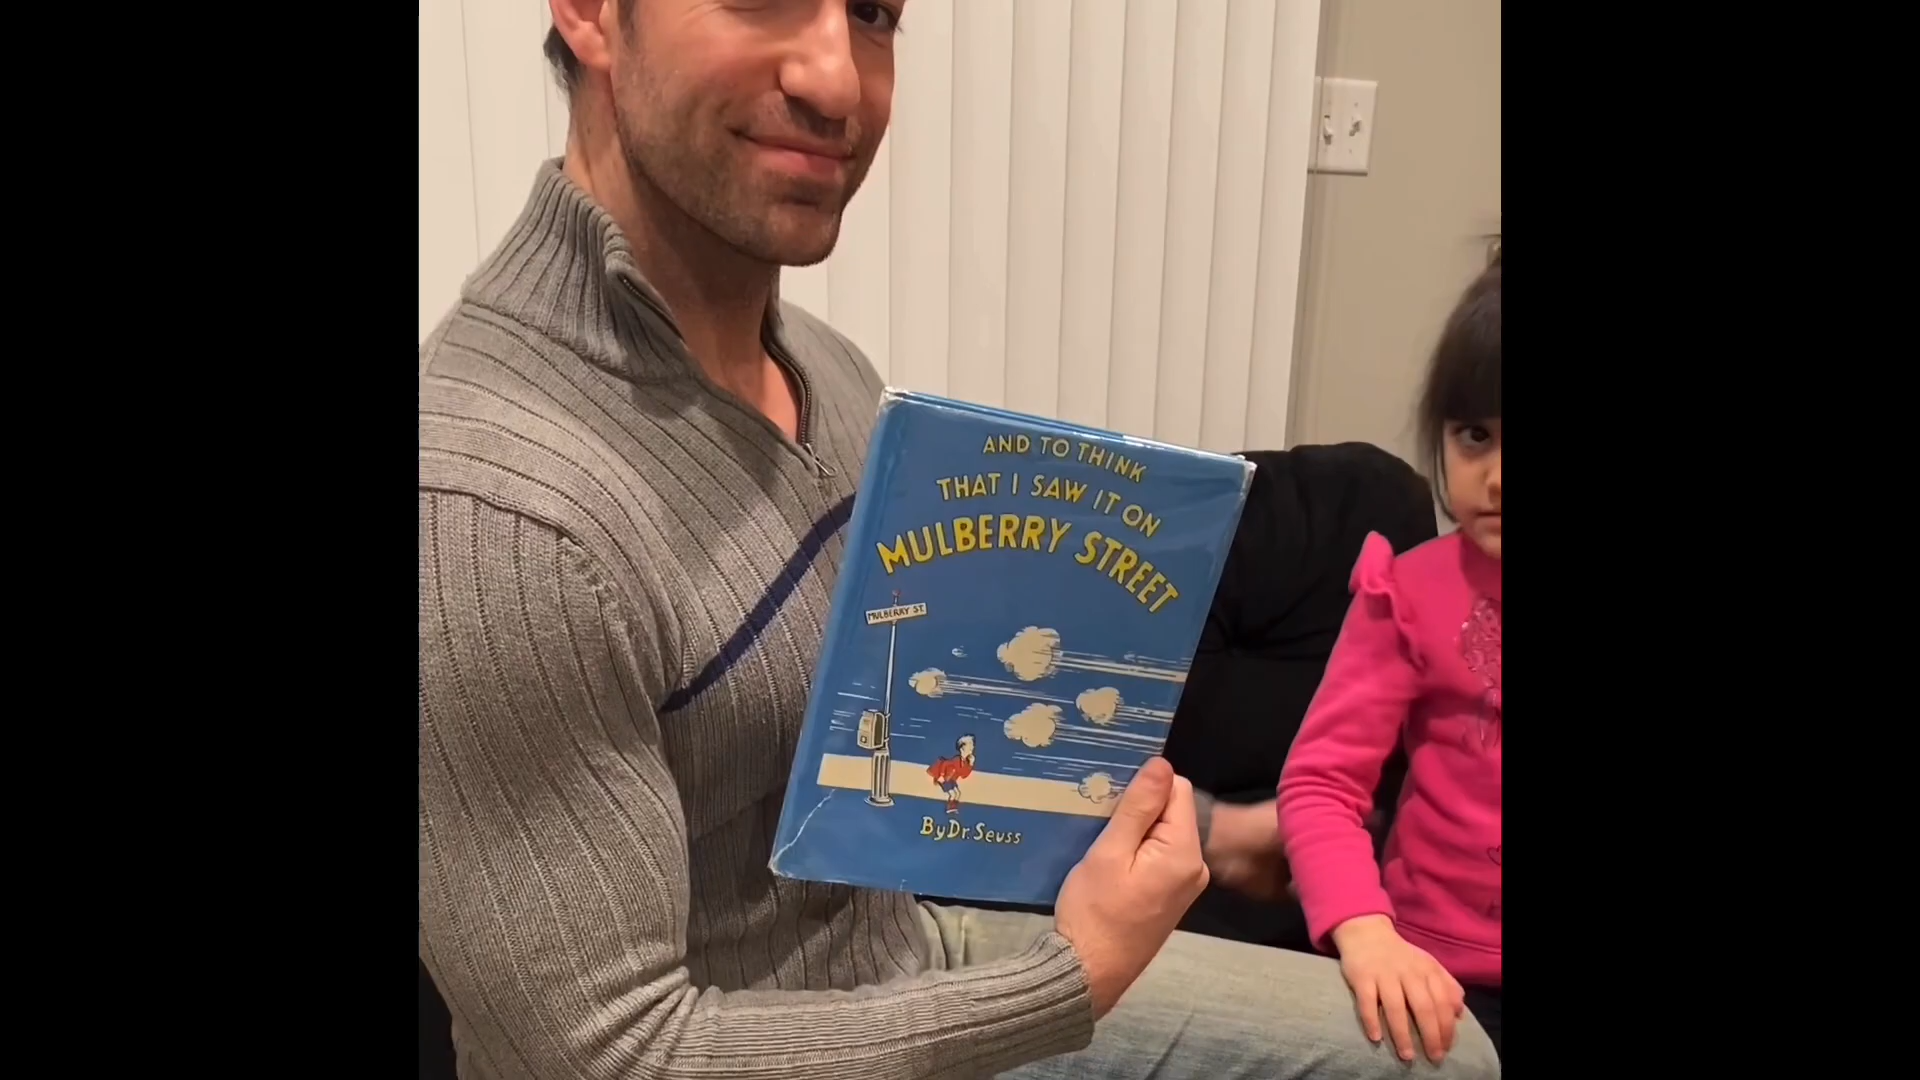 AND TO THINK
THAT I SAW IT ON
MULBERRY STREET
MULBERRY ST.
By Dr. Seuss